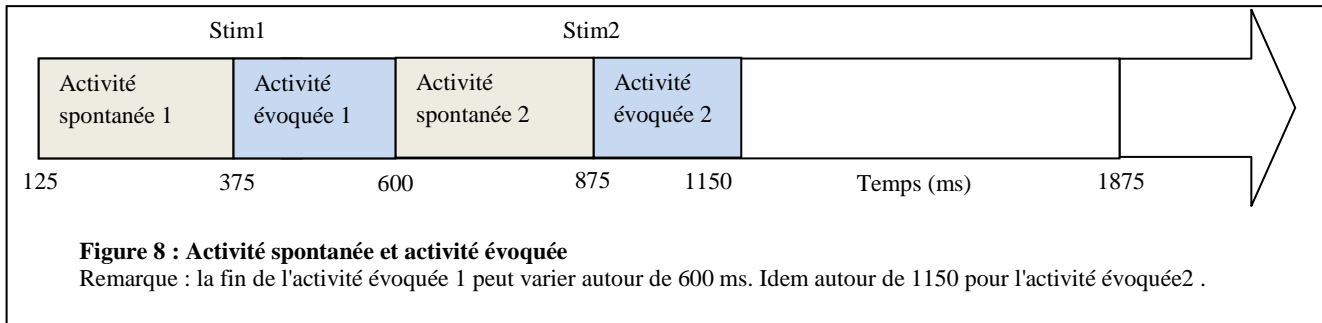 Stim1 Stim2
Activité Activité Activité Activité
spontanée 1 évoquée 1 spontanée 2 évoquée 2
125 375 600 875 1150 Temps (ms) 1875
Figure 8 : Activité spontanée et activité évoquée
Remarque : la fin de l'activité évoquée 1 peut varier autour de 600 ms. Idem autour de 1150 pour l'activité évoquée2 .